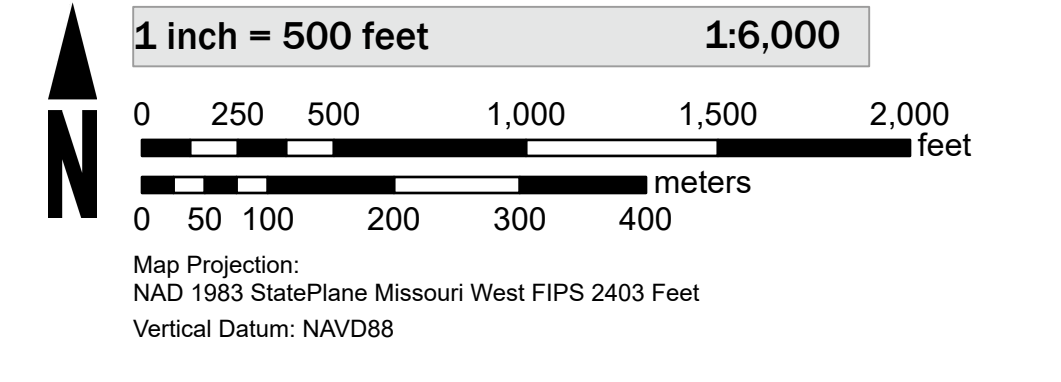 1 inch = 500 feet 1:6,000
0 250 500 1,000 1,500 2,000
feet
meters
0 50 100 200 300 400
N
Map Projection:
NAD 1983 StatePlane Missouri West FIPS 2403 Feet
Vertical Datum: NAVD88